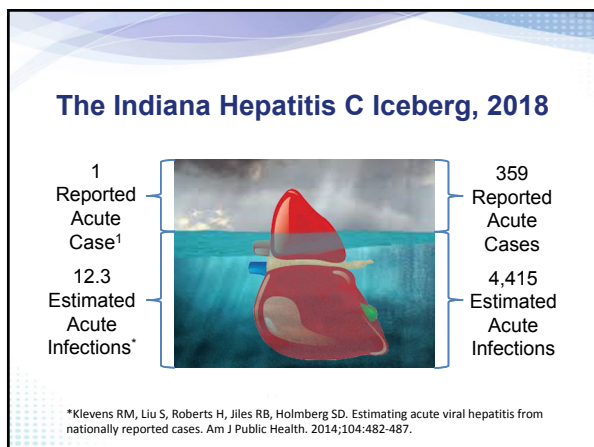 The Indiana Hepatitis C Iceberg, 2018
1
Reported
Acute
Case¹
12.3
Estimated
Acute
Infections*
359
Reported
Acute
Cases
4,415
Estimated
Acute
Infections
*Klevens RM, Liu S, Roberts H, Jiles RB, Holmberg SD. Estimating acute viral hepatitis from
nationally reported cases. Am J Public Health. 2014;104:482-487.